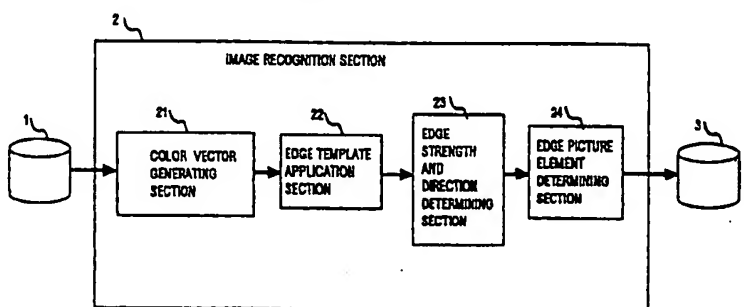 2
IMAGE RECOGNITION SECTION
1
21
22
23
24
3
COLOR VECTOR
GENERATING
SECTION
EDGE TEMPLATE
APPLICATION
SECTION
EDGE
STRENGTH
AND
DIRECTION
DETERMINING
SECTION
EDGE PICTURE
ELEMENT
DETERMINING
SECTION